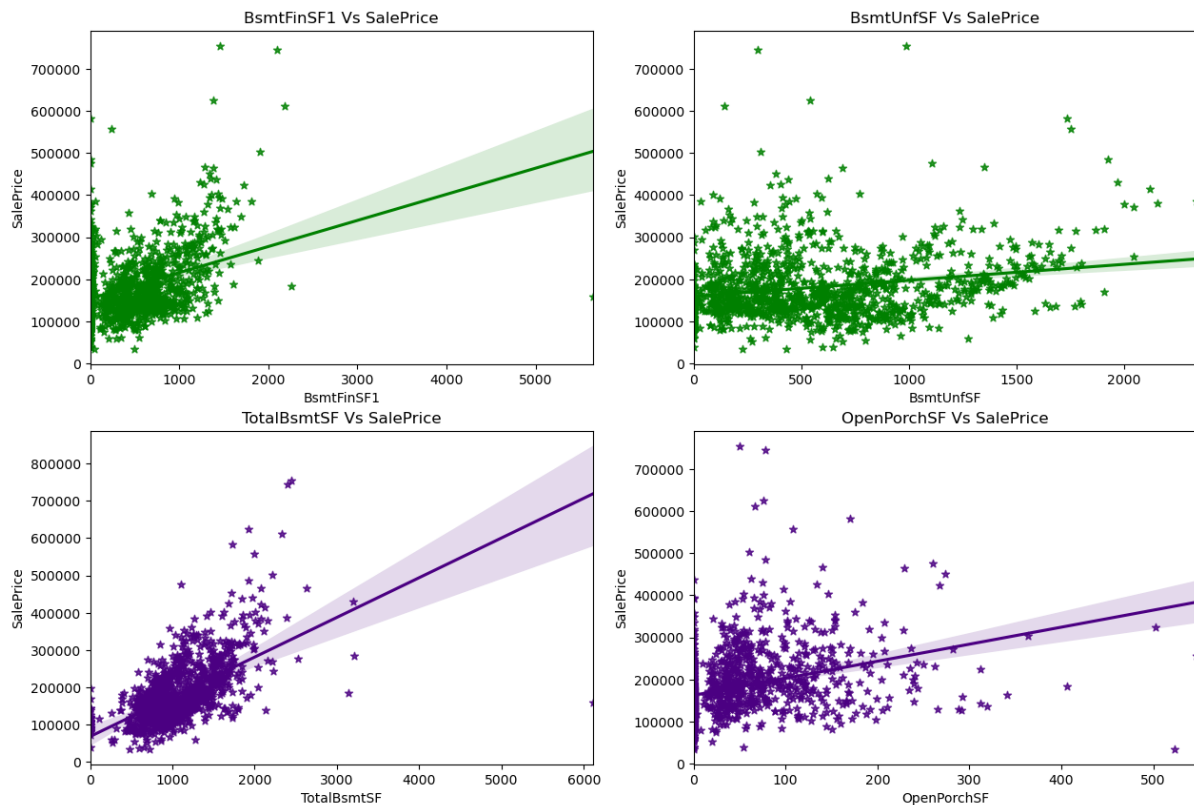 BsmtFinSF1 Vs SalePrice
SalePrice
700000
600000
500000
400000
300000
200000
100000
0
0 1000 2000 3000 4000 5000
BsmtFinSF1
BsmtUnfSF Vs SalePrice
SalePrice
700000
600000
500000
400000
300000
200000
100000
0
0 500 1000 1500 2000
BsmtUnfSF
TotalBsmtSF Vs SalePrice
SalePrice
800000
700000
600000
500000
400000
300000
200000
100000
0
0 1000 2000 3000 4000 5000 6000
TotalBsmtSF
OpenPorchSF Vs SalePrice
SalePrice
700000
600000
500000
400000
300000
200000
100000
0
0 100 200 300 400 500
OpenPorchSF